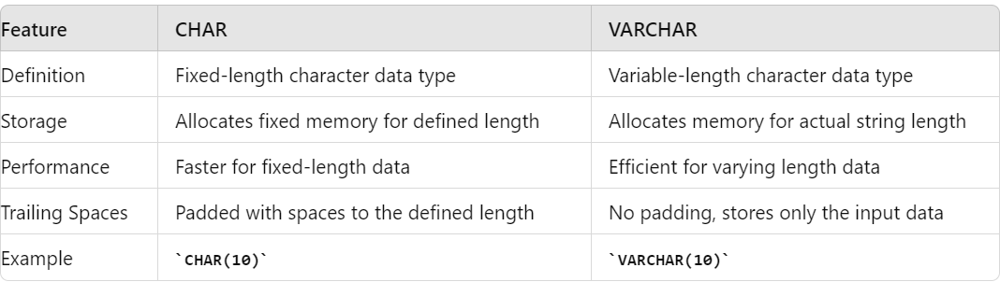 Feature CHAR VARCHAR
Definition Fixed-length character data type Variable-length character data type
Storage Allocates fixed memory for defined length Allocates memory for actual string length
Performance Faster for fixed-length data Efficient for varying length data
Trailing Spaces Padded with spaces to the defined length No padding, stores only the input data
Example `CHAR(10)` `VARCHAR(10)`